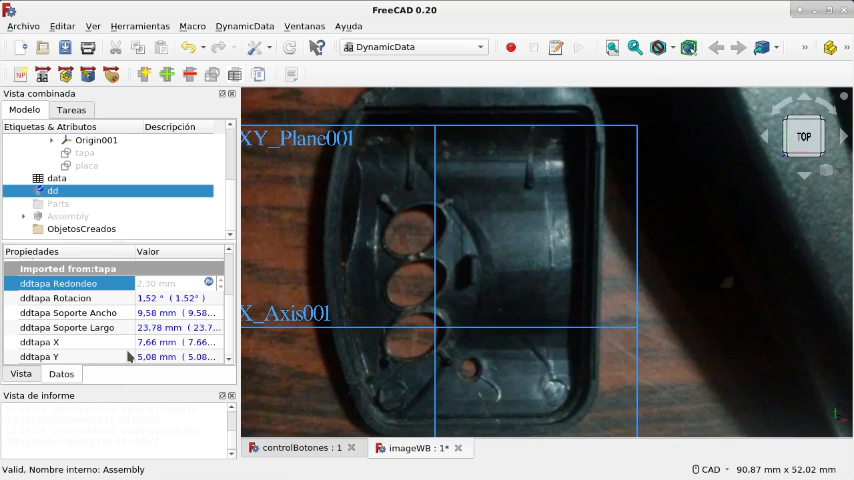 FreeCAD 0.20
Archivo Editar Ver Herramientas Macro DynamicData Ventanas Ayuda
DynamicData
Vista combinada
Modelo Tareas
Etiquetas & Atributos Descripción
Origin001
tapa
placa
data
dd
Parts
Assembly
ObjetosCreados
Propiedades Valor
Imported from:tapa
ddtapa Redondeo 2.30 mm
ddtapa Rotacion 1,52 ° ( 1.52° )
ddtapa Soporte Ancho 9,58 mm ( 9.58...
ddtapa Soporte Largo 23,78 mm ( 23.7...
ddtapa X 7,66 mm ( 7.66...
ddtapa Y 5,08 mm ( 5.08...
Vista Datos
Vista de informe
XY_Plane001
X_Axis001
TOP
controBotones : 1 imageWB : 1*
Valid, Nombre interno: Assembly
CAD 90.87 mm x 52.02 mm